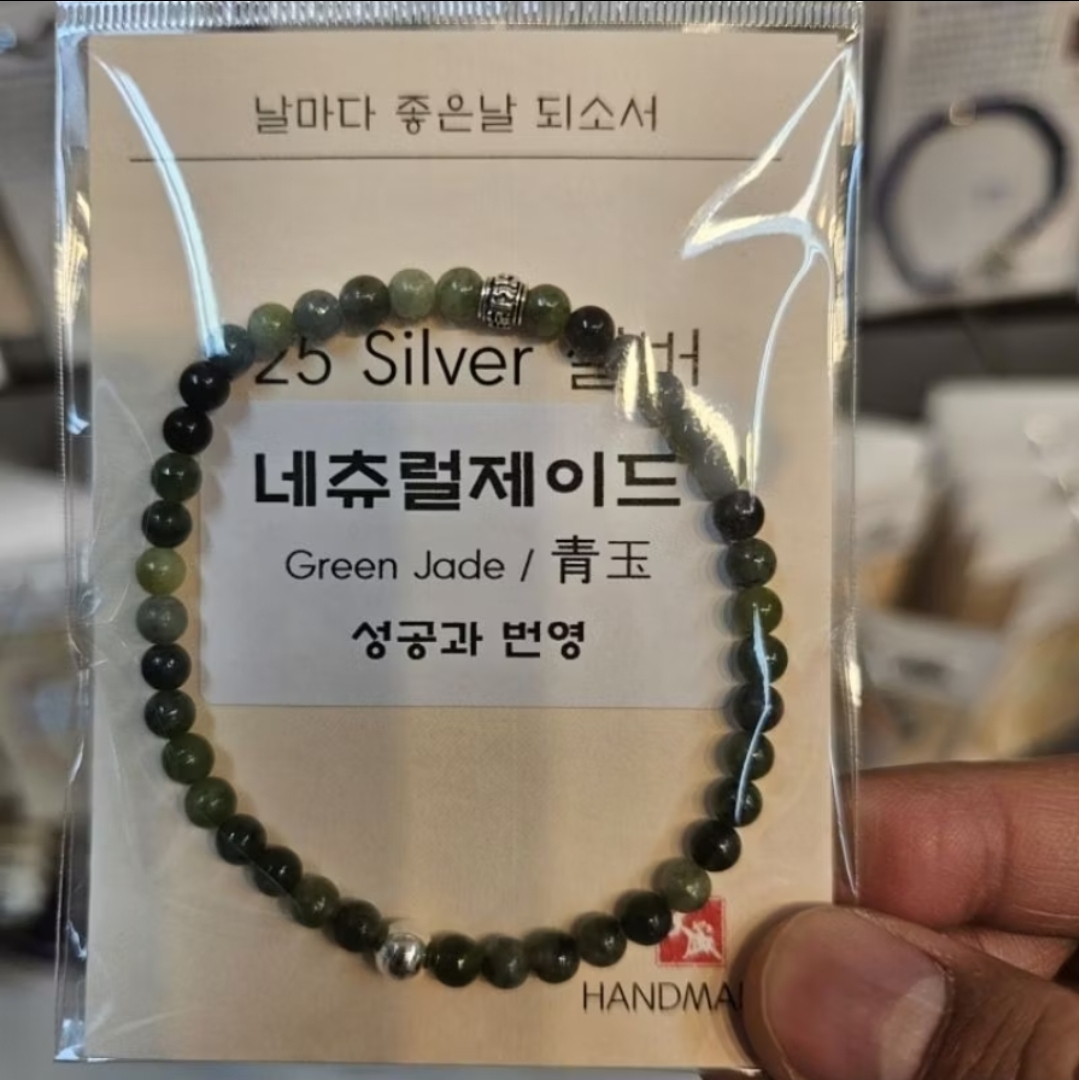 날마다 좋은날 되소서
25 Silver
네츄럴제이드
Green Jade / 青玉
성공과 번영
HANDMA